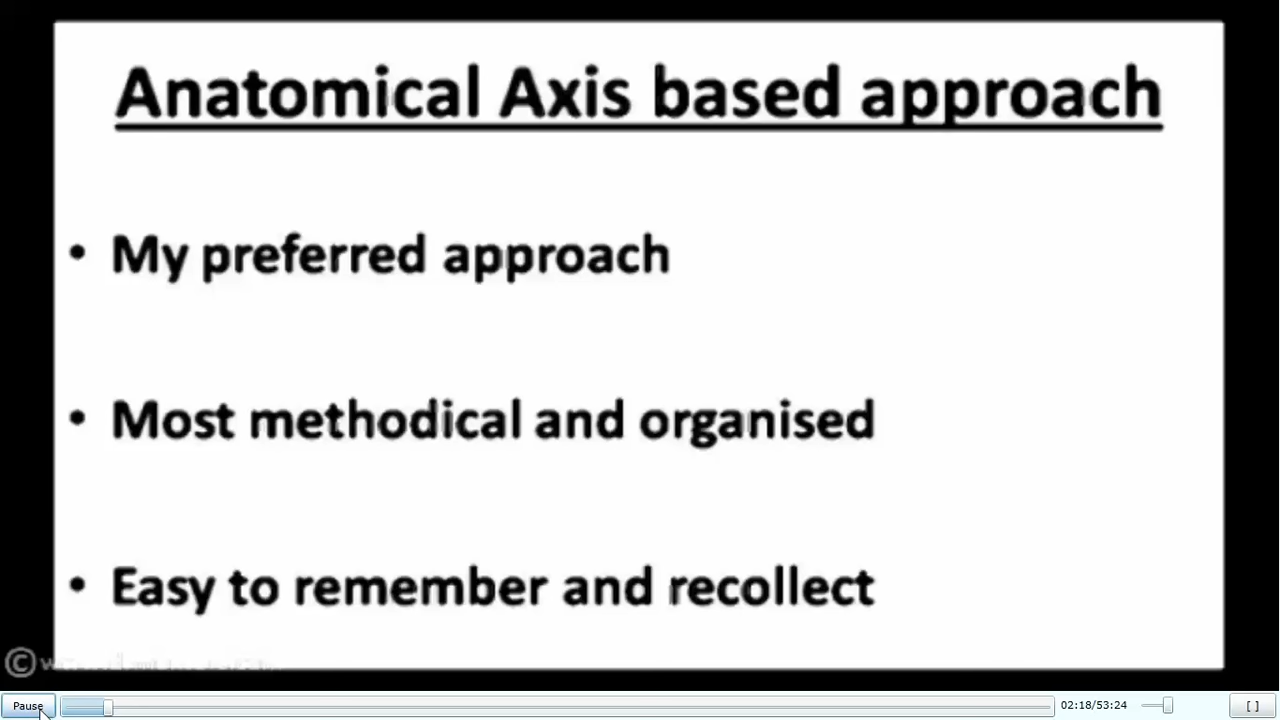 Anatomical Axis based approach
• My preferred approach
• Most methodical and organised
• Easy to remember and recollect
©
Pause 02:18/53:24 [ ]